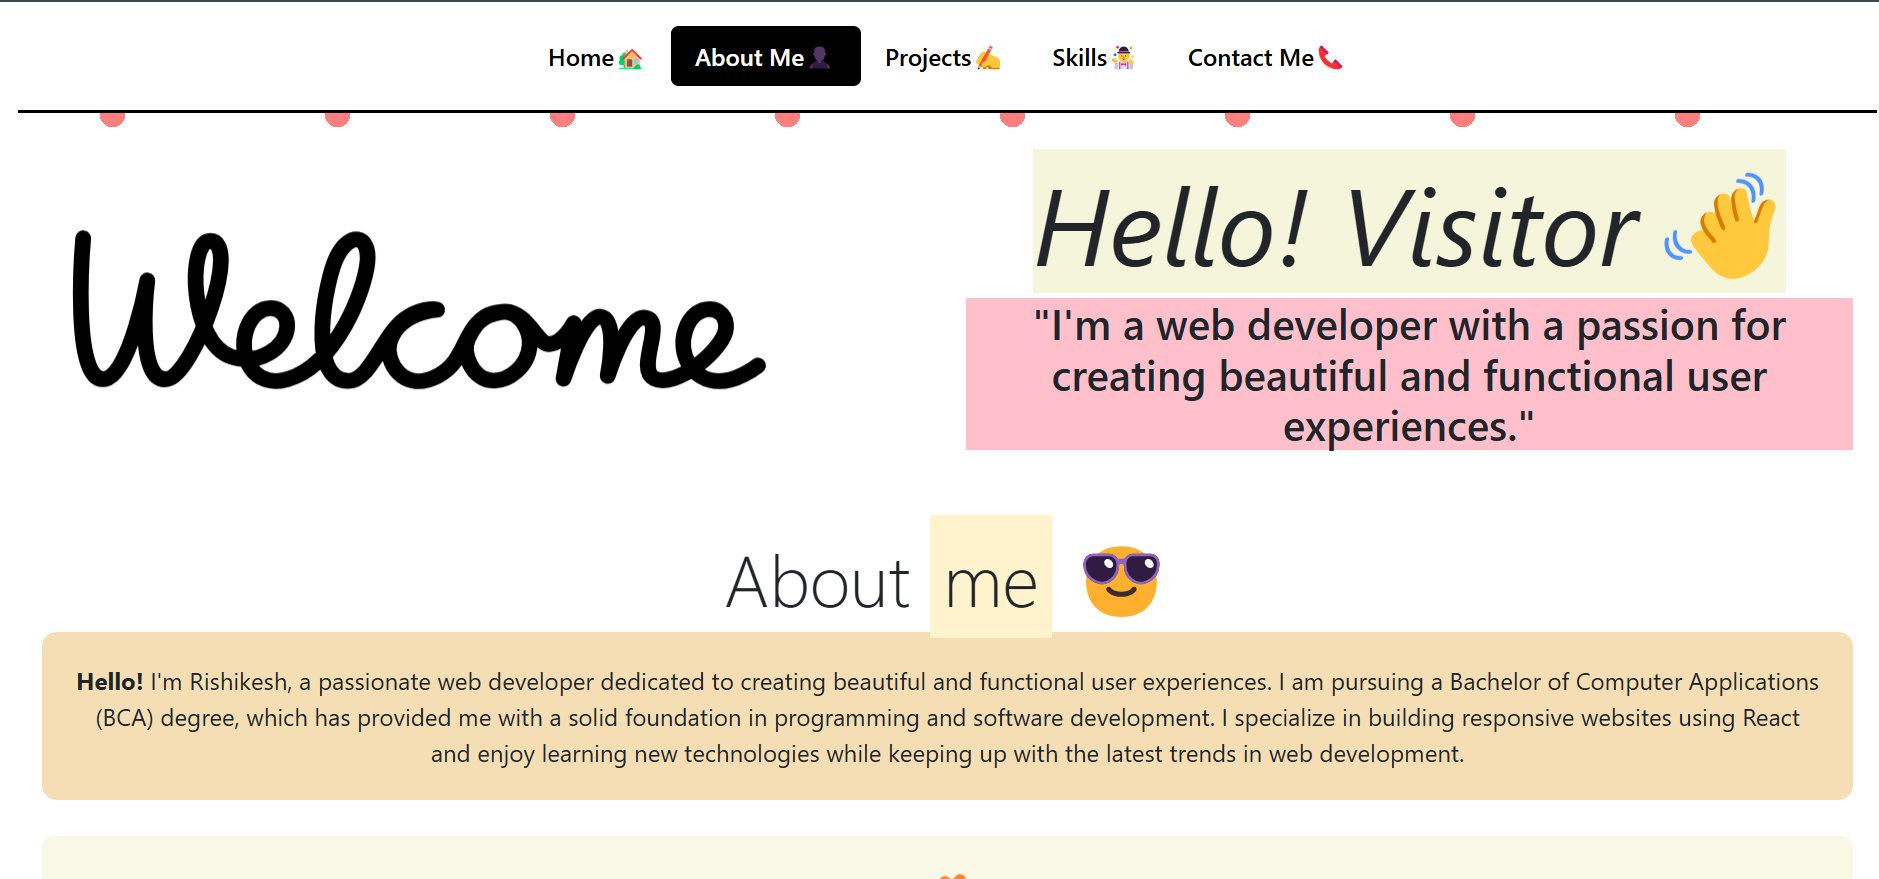 Home🏡 About Me👤 Projects✍️ Skills🤹 Contact Me📞
Welcome
Hello! Visitor 👋
"I'm a web developer with a passion for
creating beautiful and functional user
experiences."
About me 😎
Hello! I'm Rishikesh, a passionate web developer dedicated to creating beautiful and functional user experiences. I am pursuing a Bachelor of Computer Applications
(BCA) degree, which has provided me with a solid foundation in programming and software development. I specialize in building responsive websites using React
and enjoy learning new technologies while keeping up with the latest trends in web development.